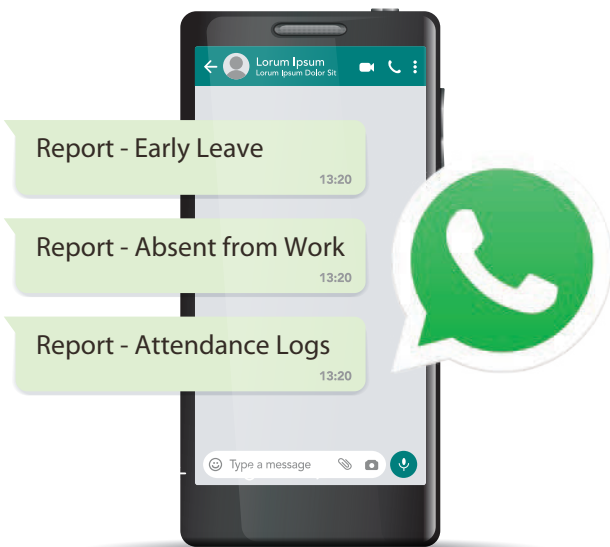 Lorum Ipsum
Lorum Ipsum Dolor Sit
Report - Early Leave
13:20
Report - Absent from Work
13:20
Report - Attendance Logs
13:20
Type a message